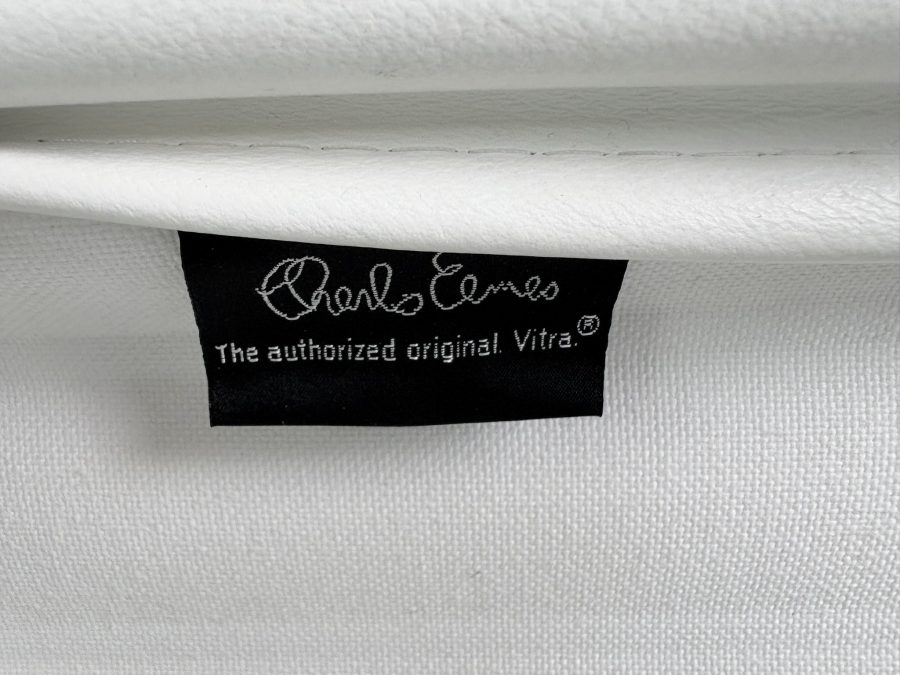 Charles Eames
The authorized original. Vitra.®